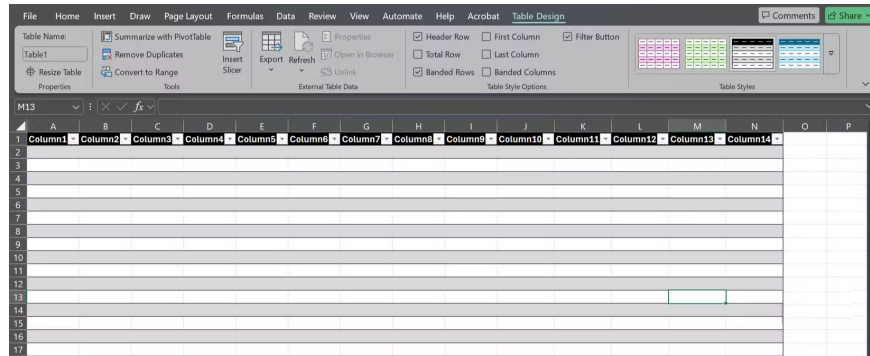 File Home Insert Draw Page Layout Formulas Data Review View Automate Help Acrobat Table Design Comments Share
Table Name: Summarize with PivotTable Properties Header Row First Column Filter Button
Table1 Remove Duplicates Insert Slicer Export Refresh Open in Browser Total Row Last Column
Resize Table Convert to Range Unlink Banded Rows Banded Columns
Properties Tools External Table Data Table Style Options Table Styles
M13 fx
A B C D E F G H I J K L M N O P
1 Column1 Column2 Column3 Column4 Column5 Column6 Column7 Column8 Column9 Column10 Column11 Column12 Column13 Column14
2
3
4
5
6
7
8
9
10
11
12
13
14
15
16
17